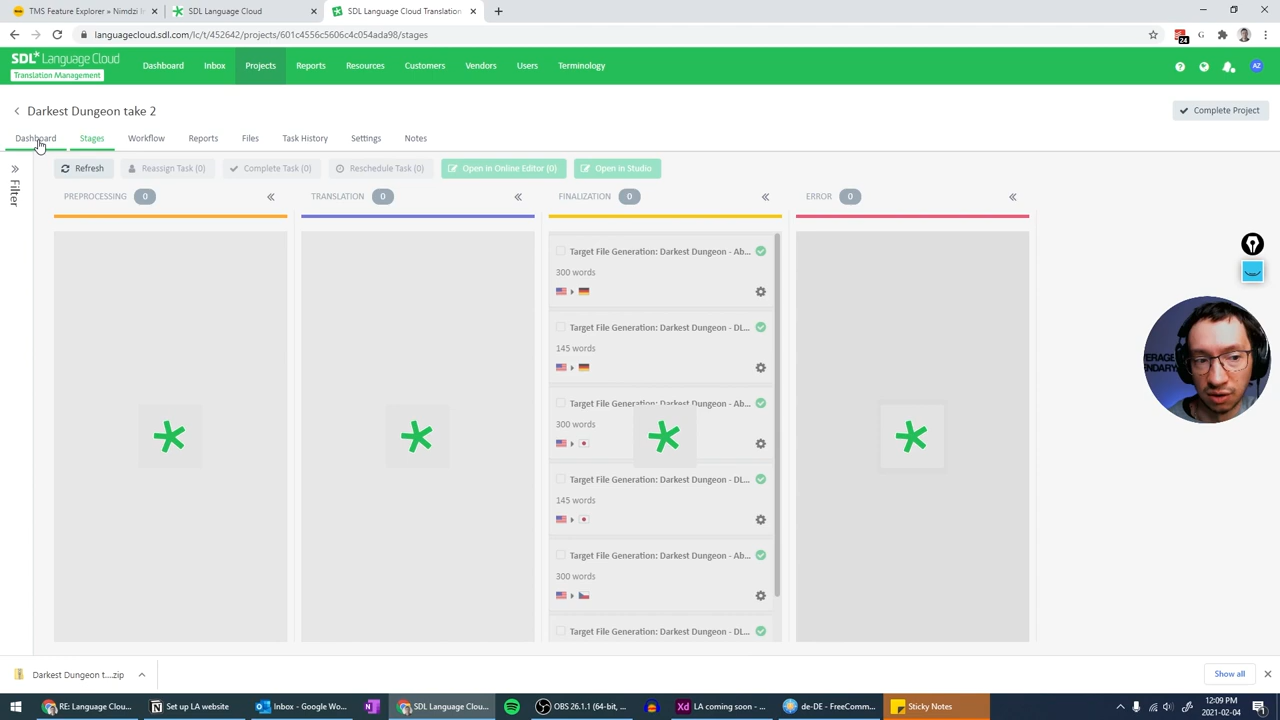 TMS Feature Explorer » Nimdzi I
SDL Language Cloud
SDL Language Cloud Translation
languagecloud.sdl.com/lc/t/452642/projects/601c4556c5606c4c054ada98/stages
24
SDL* Language Cloud
Translation Management
Dashboard
Inbox
Projects
Reports
Resources
Customers
Vendors
Users
Terminology
AZ
Darkest Dungeon take 2
Complete Project
Dashboard
Stages
Workflow
Reports
Files
Task History
Settings
Notes
Filter
Refresh
Reassign Task (0)
Complete Task (0)
Reschedule Task (0)
Open in Online Editor (0)
Open in Studio
PREPROCESSING 0
TRANSLATION 0
FINALIZATION 0
ERROR 0
Target File Generation: Darkest Dungeon - Ab...
300 words
Target File Generation: Darkest Dungeon - DL...
145 words
Target File Generation: Darkest Dungeon - Ab...
300 words
Target File Generation: Darkest Dungeon - DL...
145 words
Target File Generation: Darkest Dungeon - Ab...
300 words
Target File Generation: Darkest Dungeon - DL...
Darkest Dungeon t....zip
Show all
RE: Language Clou...
Set up LA website
Inbox - Google Wo...
SDL Language Clou...
OBS 26.1.1 (64-bit, ...
LA coming soon - ...
de-DE - FreeComm...
Sticky Notes
ENG
12:09 PM
2021-02-04